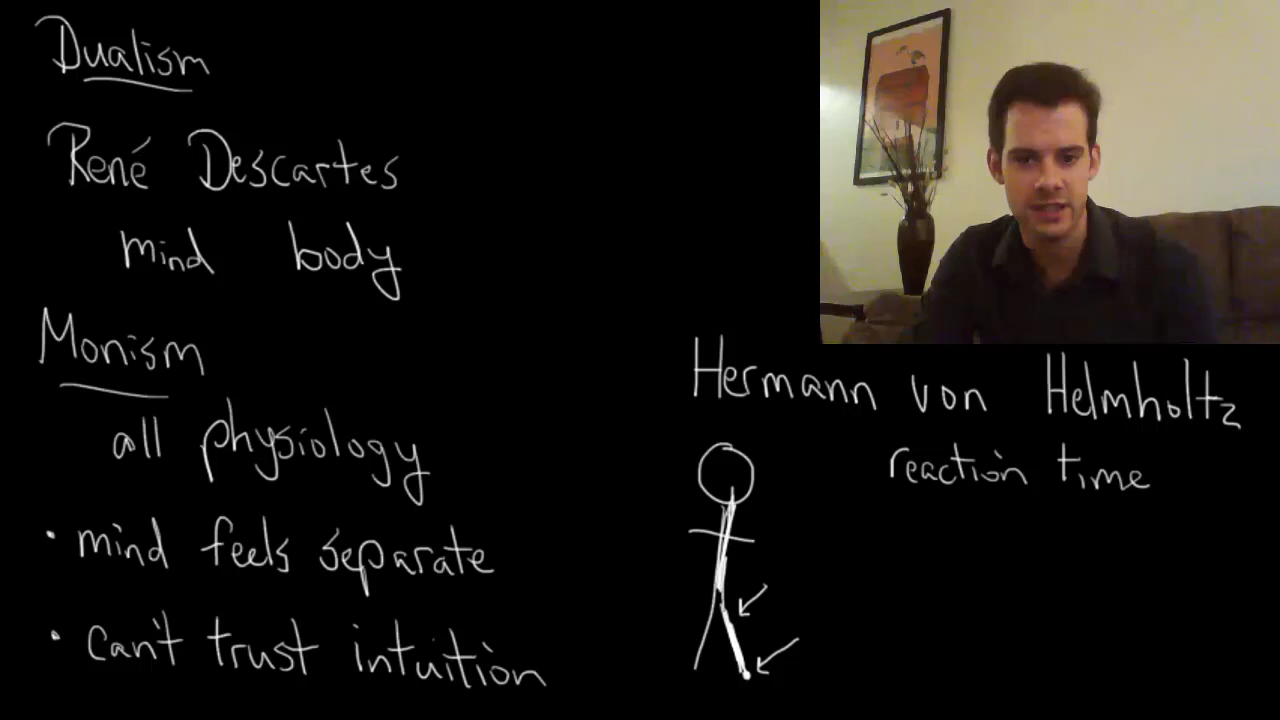 Dualism
René Descartes
mind body
Monism
all physiology
• mind feels separate
• can't trust intuition
Hermann von Helmholtz
reaction time